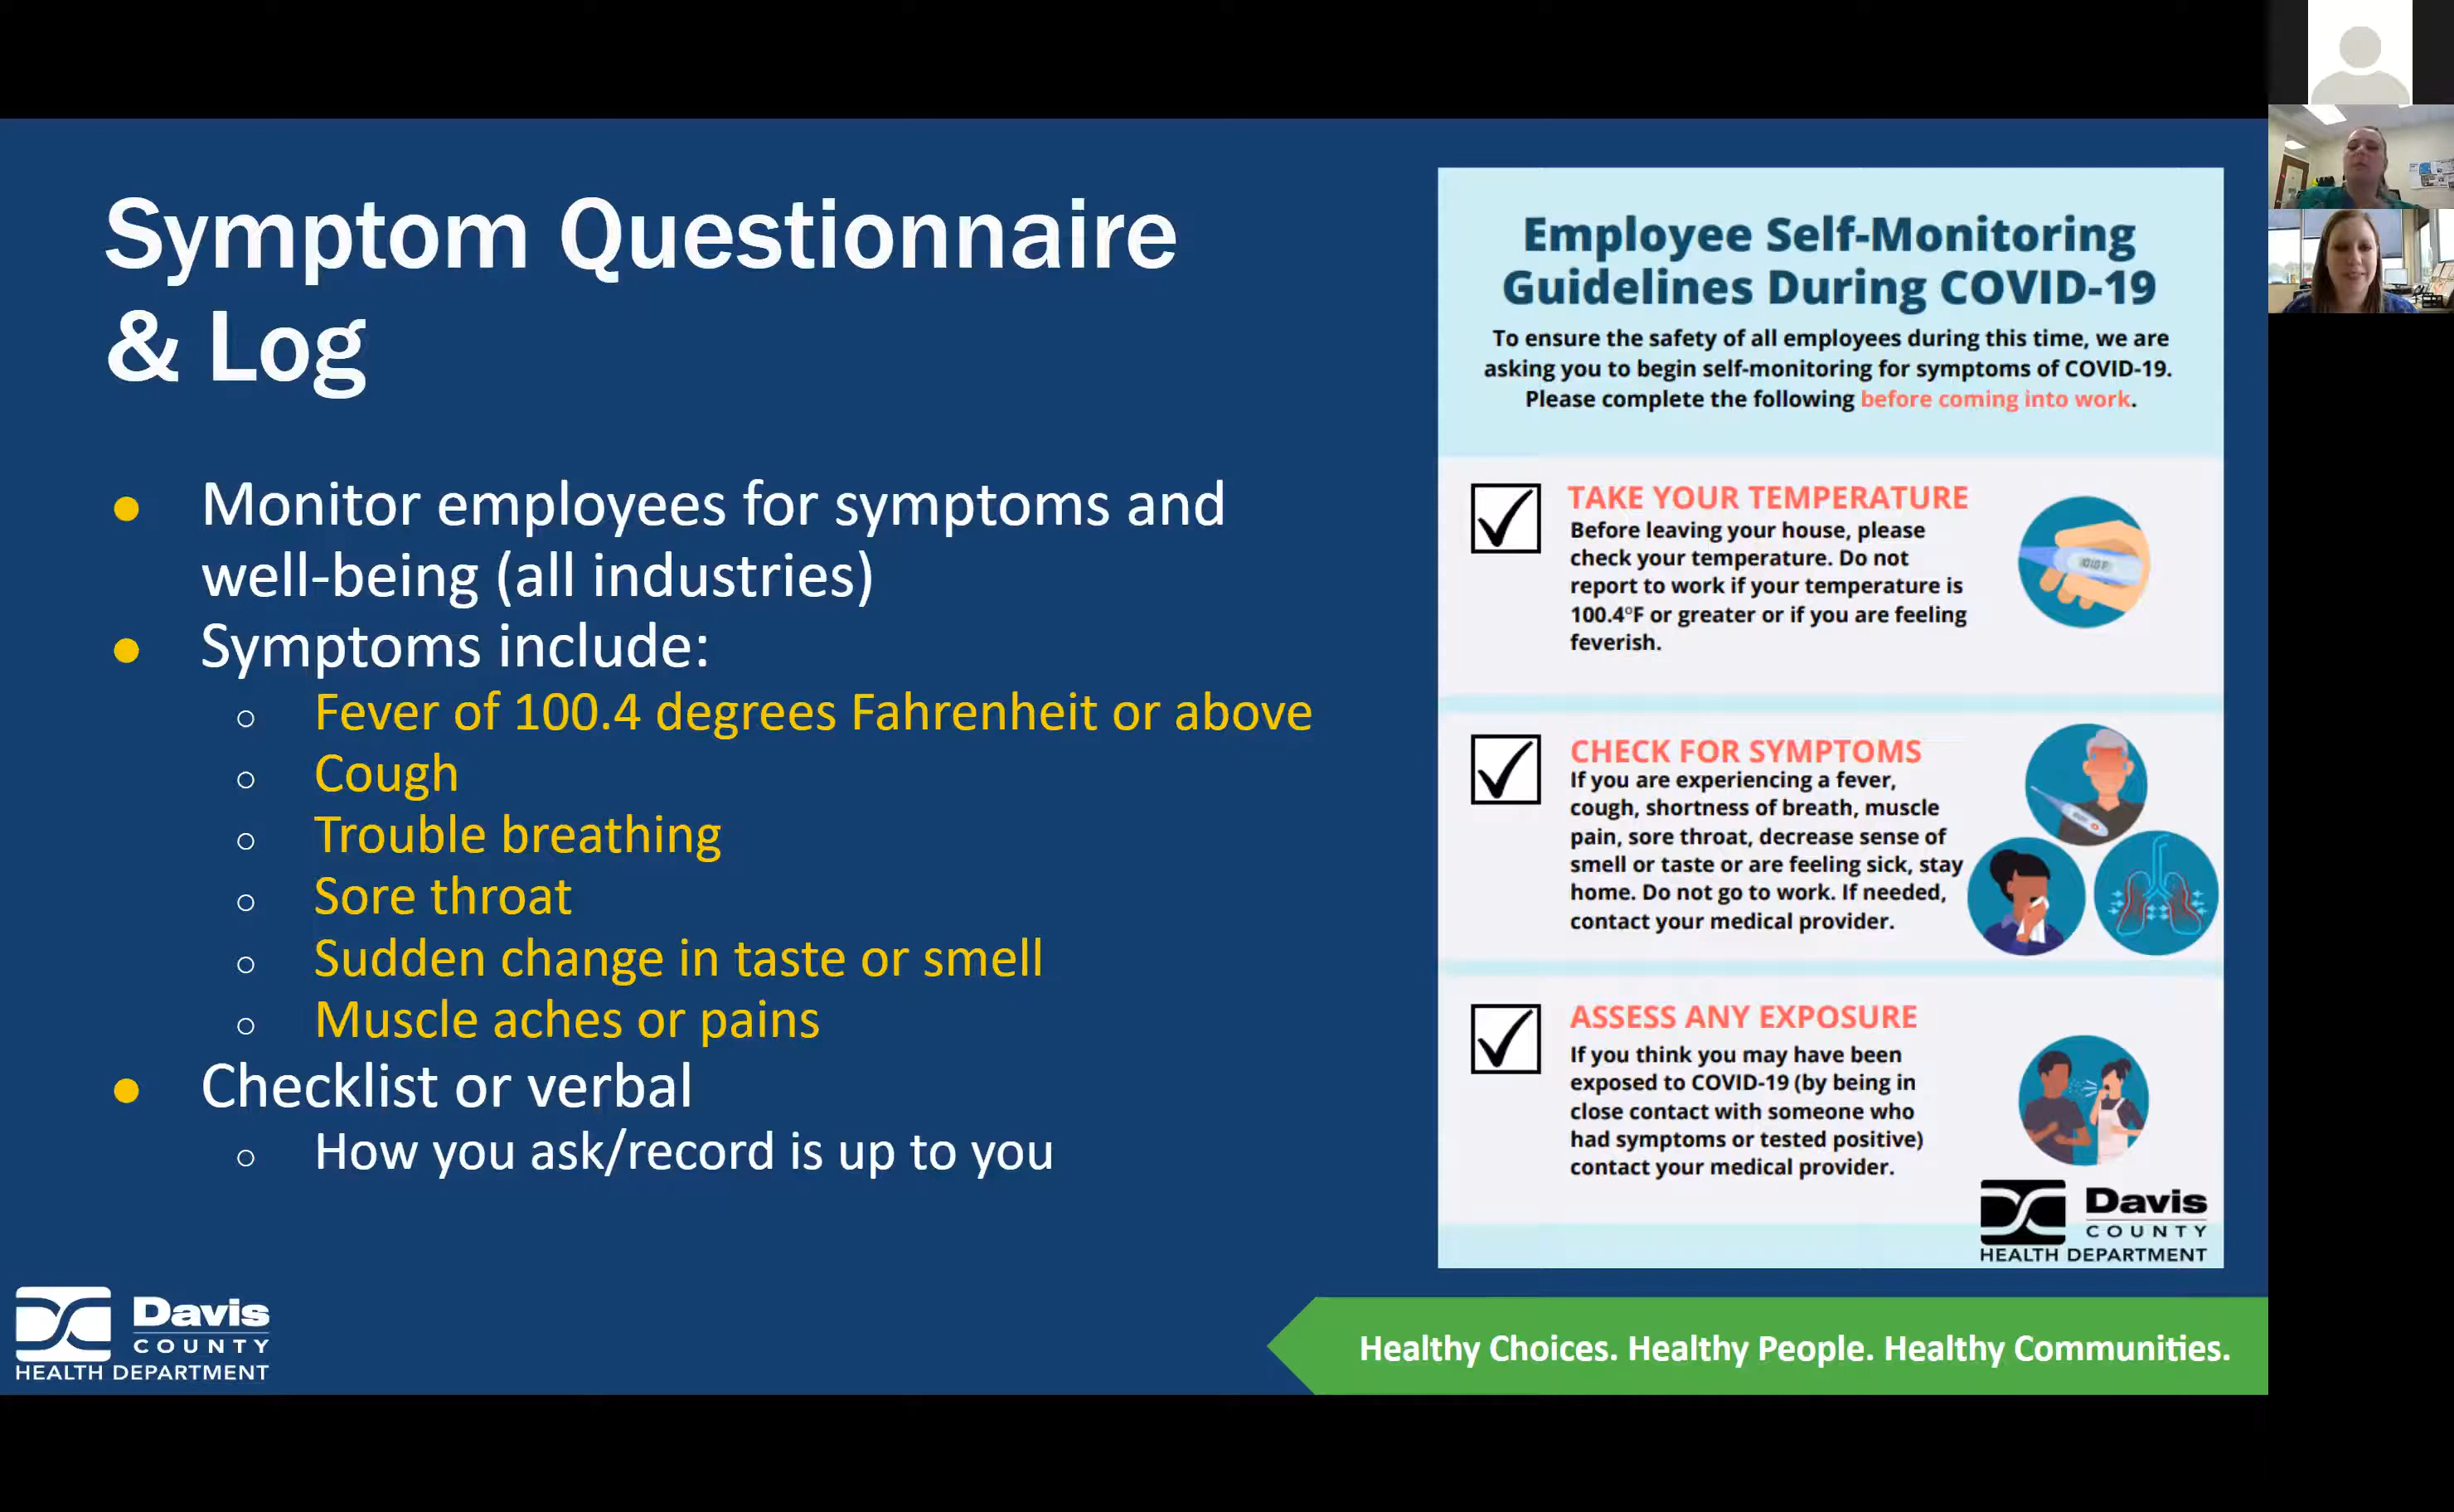 Symptom Questionnaire
& Log
Monitor employees for symptoms and
well-being (all industries)
Symptoms include:
Fever of 100.4 degrees Fahrenheit or above
Cough
Trouble breathing
Sore throat
Sudden change in taste or smell
Muscle aches or pains
Checklist or verbal
How you ask/record is up to you
Davis
COUNTY
HEALTH DEPARTMENT
Employee Self-Monitoring
Guidelines During COVID-19
To ensure the safety of all employees during this time, we are
asking you to begin self-monitoring for symptoms of COVID-19.
Please complete the following before coming into work.
TAKE YOUR TEMPERATURE
Before leaving your house, please
check your temperature. Do not
report to work if your temperature is
100.4°F or greater or if you are feeling
feverish.
CHECK FOR SYMPTOMS
If you are experiencing a fever,
cough, shortness of breath, muscle
pain, sore throat, decrease sense of
smell or taste or are feeling sick, stay
home. Do not go to work. If needed,
contact your medical provider.
ASSESS ANY EXPOSURE
If you think you may have been
exposed to COVID-19 (by being in
close contact with someone who
had symptoms or tested positive)
contact your medical provider.
Davis
COUNTY
HEALTH DEPARTMENT
Healthy Choices. Healthy People. Healthy Communities.